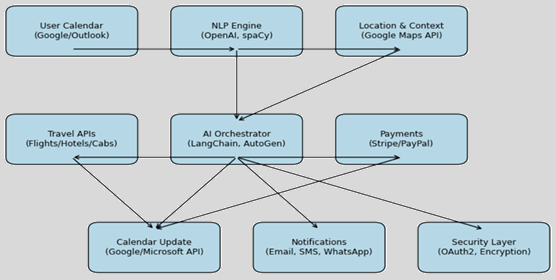 User Calendar
(Google/Outlook)
NLP Engine
(OpenAI, spaCy)
Location & Context
(Google Maps API)
Travel APIs
(Flights/Hotels/Cabs)
AI Orchestrator
(LangChain, AutoGen)
Payments
(Stripe/PayPal)
Calendar Update
(Google/Microsoft API)
Notifications
(Email, SMS, WhatsApp)
Security Layer
(OAuth2, Encryption)